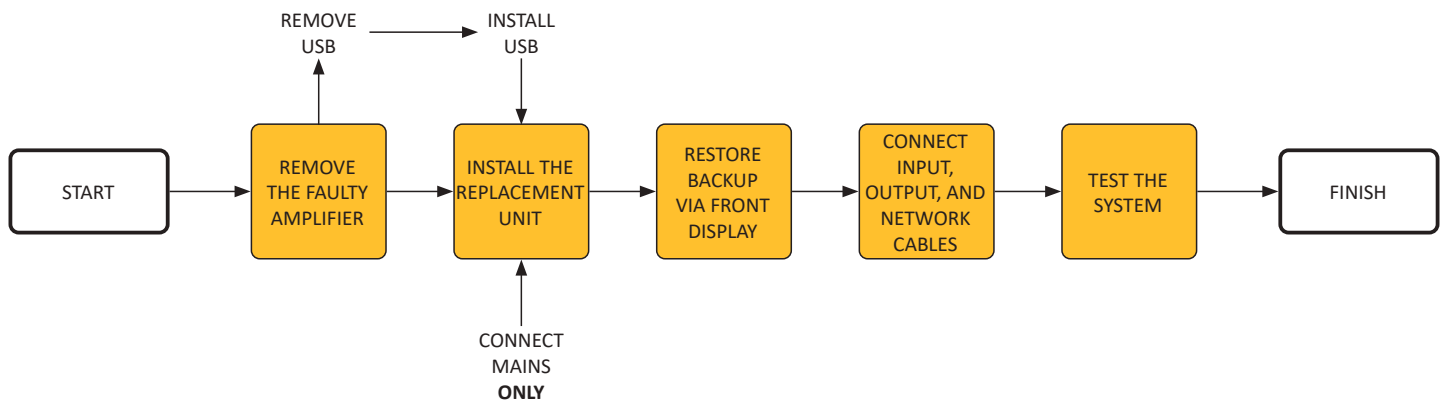 REMOVE
USB
INSTALL
USB
START
REMOVE
THE FAULTY
AMPLIFIER
INSTALL THE
REPLACEMENT
UNIT
RESTORE
BACKUP
VIA FRONT
DISPLAY
CONNECT
INPUT,
OUTPUT, AND
NETWORK
CABLES
TEST THE
SYSTEM
FINISH
CONNECT
MAINS
ONLY